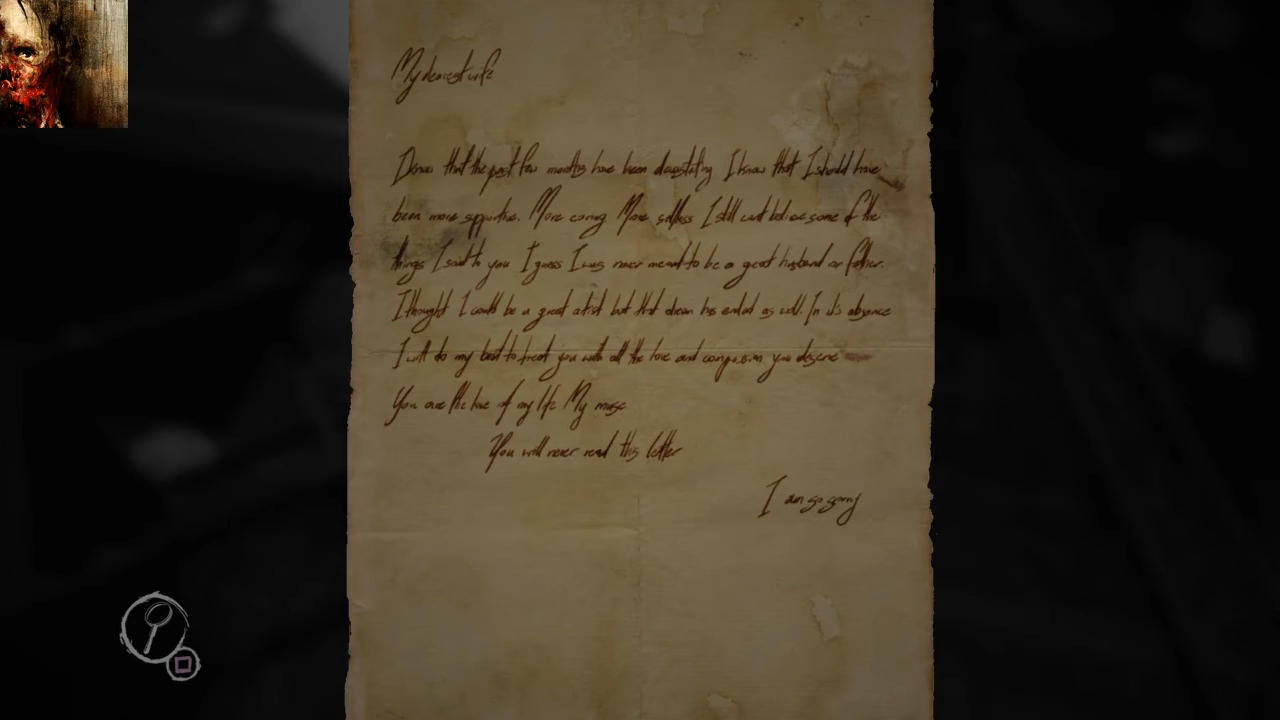 My dearest wife
I know that the past few months have been devastating I know that I should have
been more supportive. More caring More selfless I still can't believe some of the
things I said to you I guess I was never meant to be a great husband or father.
I thought I could be a great artist but that dream has ended as well. In it's absence
I will do my best to treat you with all the love and compassion you deserve
You are the love of my life My muse
You will never read this letter
I am so sorry